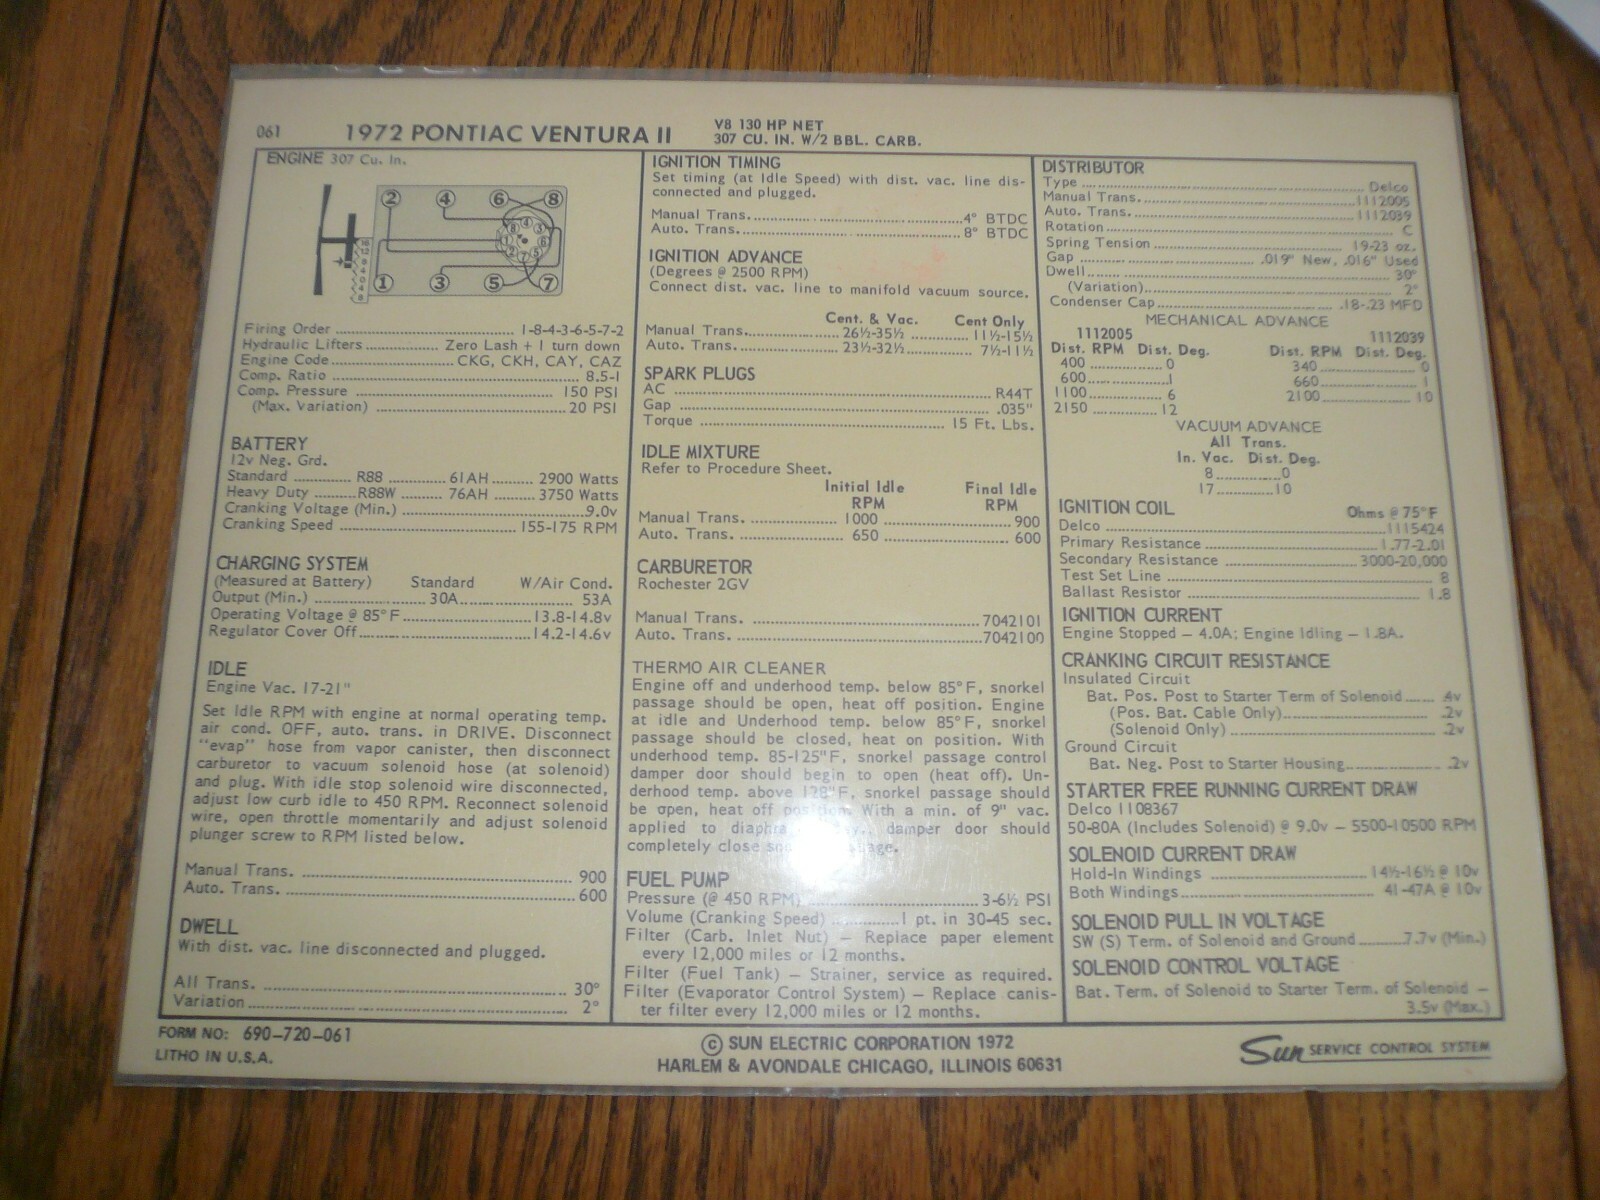 061 1972 PONTIAC VENTURA II V8 130 HP NET
307 CU. IN. W/2 BBL. CARB.
ENGINE 307 Cu. In.
2 4 6 8
1 3 5 7
Firing Order 1-8-4-3-6-5-7-2
Hydraulic Lifters Zero Lash + 1 turn down
Engine Code CKG, CKH, CAY, CAZ
Comp. Ratio 8.5-1
Comp. Pressure 150 PSI
(Max. Variation) 20 PSI
BATTERY
12v Neg. Grd.
Standard R88 61AH 2900 Watts
Heavy Duty R88W 76AH 3750 Watts
Cranking Voltage (Min.) 9.0v
Cranking Speed 155-175 RPM
CHARGING SYSTEM
(Measured at Battery) Standard W/Air Cond.
Output (Min.) 30A 53A
Operating Voltage @ 85°F 13.8-14.8v
Regulator Cover Off 14.2-14.6v
IDLE
Engine Vac. 17-21"
Set Idle RPM with engine at normal operating temp.
air cond. OFF, auto. trans. in DRIVE. Disconnect
"evap" hose from vapor canister, then disconnect
carburetor to vacuum solenoid hose (at solenoid)
and plug. With idle stop solenoid wire disconnected,
adjust low curb idle to 450 RPM. Reconnect solenoid
wire, open throttle momentarily and adjust solenoid
plunger screw to RPM listed below.
Manual Trans. 900
Auto. Trans. 600
DWELL
With dist. vac. line disconnected and plugged.
All Trans. 30°
Variation 2°
IGNITION TIMING
Set timing (at Idle Speed) with dist. vac. line dis-
connected and plugged.
Manual Trans. 4° BTDC
Auto. Trans. 8° BTDC
IGNITION ADVANCE
(Degrees @ 2500 RPM)
Connect dist. vac. line to manifold vacuum source.
Cent. & Vac. Cent Only
Manual Trans. 26½-35½ 11½-15½
Auto. Trans. 23½-32½ 7½-11½
SPARK PLUGS
AC R44T
Gap .035"
Torque 15 Ft. Lbs.
IDLE MIXTURE
Refer to Procedure Sheet.
Initial Idle Final Idle
RPM RPM
Manual Trans. 1000 900
Auto. Trans. 650 600
CARBURETOR
Rochester 2GV
Manual Trans. 7042101
Auto. Trans. 7042100
THERMO AIR CLEANER
Engine off and underhood temp. below 85°F, snorkel
passage should be open, heat off position. Engine
at idle and Underhood temp. below 85°F, snorkel
passage should be closed, heat on position. With
underhood temp. 85-125"F, snorkel passage control
damper door should begin to open (heat off). Un-
derhood temp. above 128"F, snorkel passage should
be open, heat off position. With a min. of 9" vac.
applied to damper door should
completely close
FUEL PUMP
Pressure (@ 450 RPM) 3-6½ PSI
Volume (Cranking Speed) 1 pt. in 30-45 sec.
Filter (Carb. Inlet Nut) – Replace paper element
every 12,000 miles or 12 months.
Filter (Fuel Tank) – Strainer, service as required.
Filter (Evaporator Control System) – Replace canis-
ter filter every 12,000 miles or 12 months.
DISTRIBUTOR
Type Delco
Manual Trans. 1112005
Auto. Trans. 1112039
Rotation C
Spring Tension 19-23 oz.
Gap .019" New, .016" Used
Dwell 30°
(Variation) 2°
Condenser Cap .18-.23 MFD
MECHANICAL ADVANCE
1112005 1112039
Dist. RPM Dist. Deg. Dist. RPM Dist. Deg.
400 0 340 0
600 1 660 1
1100 6 2100 10
2150 12
VACUUM ADVANCE
All Trans.
In. Vac. Dist. Deg.
8 0
17 10
IGNITION COIL Ohms @ 75°F
Delco 1115424
Primary Resistance 1.77-2.01
Secondary Resistance 3000-20,000
Test Set Line 8
Ballast Resistor 1.8
IGNITION CURRENT
Engine Stopped – 4.0A; Engine Idling – 1.8A.
CRANKING CIRCUIT RESISTANCE
Insulated Circuit
Bat. Pos. Post to Starter Term of Solenoid .4v
(Pos. Bat. Cable Only) .2v
(Solenoid Only) .2v
Ground Circuit
Bat. Neg. Post to Starter Housing .2v
STARTER FREE RUNNING CURRENT DRAW
Delco 1108367
50-80A (Includes Solenoid) @ 9.0v – 5500-10500 RPM
SOLENOID CURRENT DRAW
Hold-In Windings 14½-16½ @ 10v
Both Windings 41-47A @ 10v
SOLENOID PULL IN VOLTAGE
SW (S) Term. of Solenoid and Ground 7.7v (Min.)
SOLENOID CONTROL VOLTAGE
Bat. Term. of Solenoid to Starter Term. of Solenoid –
3.5v (Max.)
FORM NO: 690-720-061
LITHO IN U.S.A.
© SUN ELECTRIC CORPORATION 1972
HARLEM & AVONDALE CHICAGO, ILLINOIS 60631
Sun SERVICE CONTROL SYSTEM